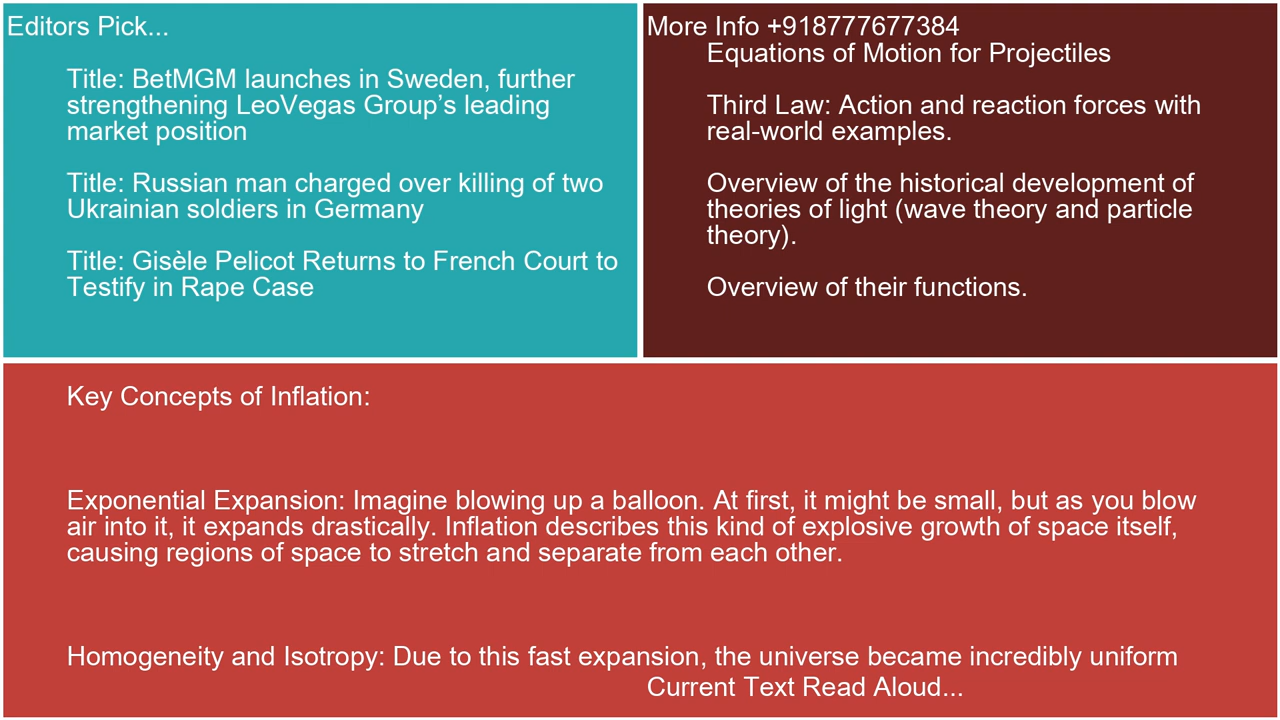 Editors Pick...
Title: BetMGM launches in Sweden, further
strengthening LeoVegas Group’s leading
market position
Title: Russian man charged over killing of two
Ukrainian soldiers in Germany
Title: Gisèle Pelicot Returns to French Court to
Testify in Rape Case
More Info +918777677384
Equations of Motion for Projectiles
Third Law: Action and reaction forces with
real-world examples.
Overview of the historical development of
theories of light (wave theory and particle
theory).
Overview of their functions.
Key Concepts of Inflation:
Exponential Expansion: Imagine blowing up a balloon. At first, it might be small, but as you blow
air into it, it expands drastically. Inflation describes this kind of explosive growth of space itself,
causing regions of space to stretch and separate from each other.
Homogeneity and Isotropy: Due to this fast expansion, the universe became incredibly uniform
Current Text Read Aloud...